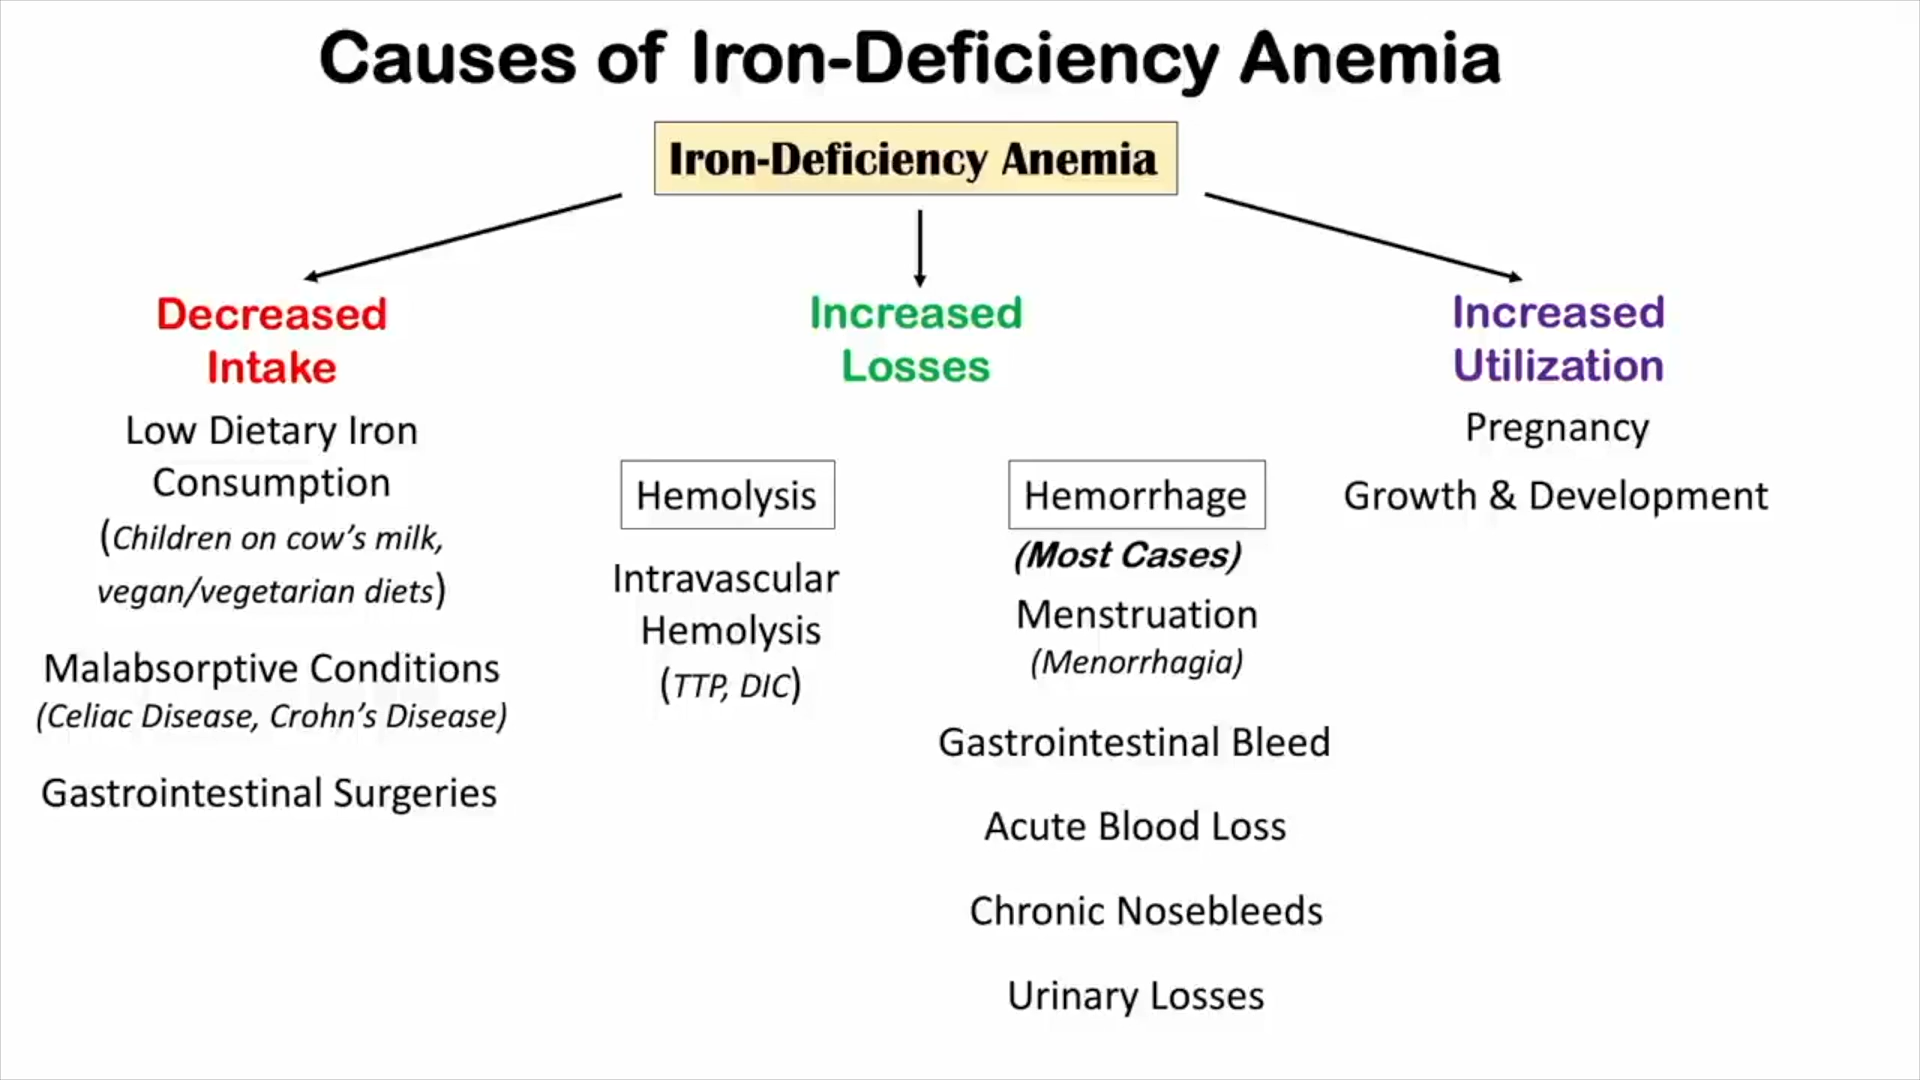 Causes of Iron-Deficiency Anemia
Iron-Deficiency Anemia
Decreased
Intake
Low Dietary Iron
Consumption
(Children on cow's milk,
vegan/vegetarian diets)
Malabsorptive Conditions
(Celiac Disease, Crohn's Disease)
Gastrointestinal Surgeries
Increased
Losses
Hemolysis
Intravascular
Hemolysis
(TTP, DIC)
Hemorrhage
(Most Cases)
Menstruation
(Menorrhagia)
Gastrointestinal Bleed
Acute Blood Loss
Chronic Nosebleeds
Urinary Losses
Increased
Utilization
Pregnancy
Growth & Development